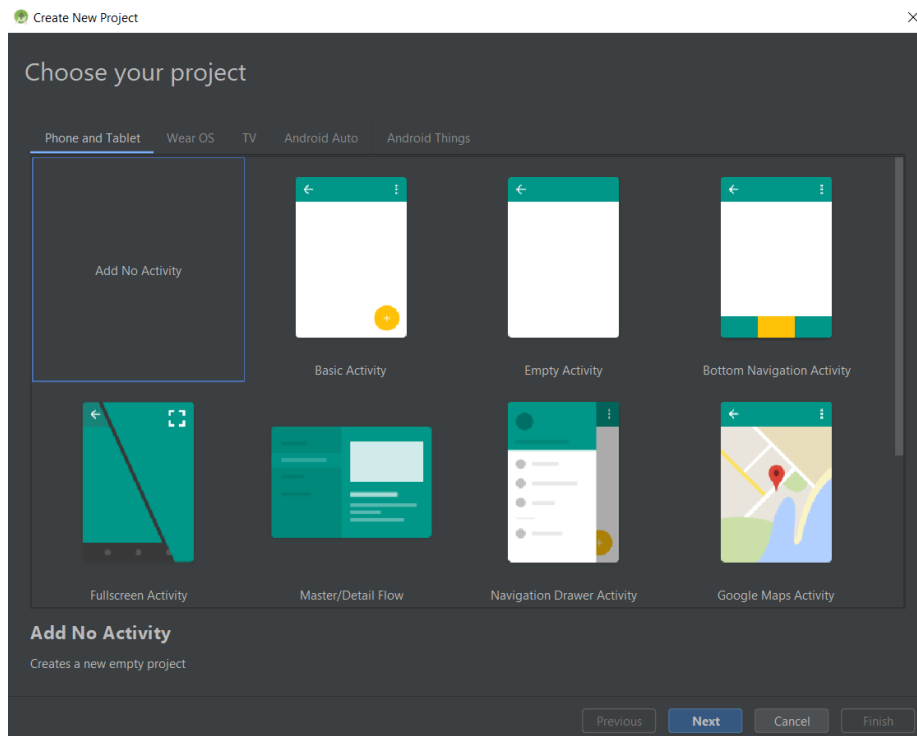 Create New Project
Choose your project
Phone and Tablet Wear OS TV Android Auto Android Things
Add No Activity
Basic Activity Empty Activity Bottom Navigation Activity
Fullscreen Activity Master/Detail Flow Navigation Drawer Activity Google Maps Activity
Add No Activity
Creates a new empty project
Previous Next Cancel Finish